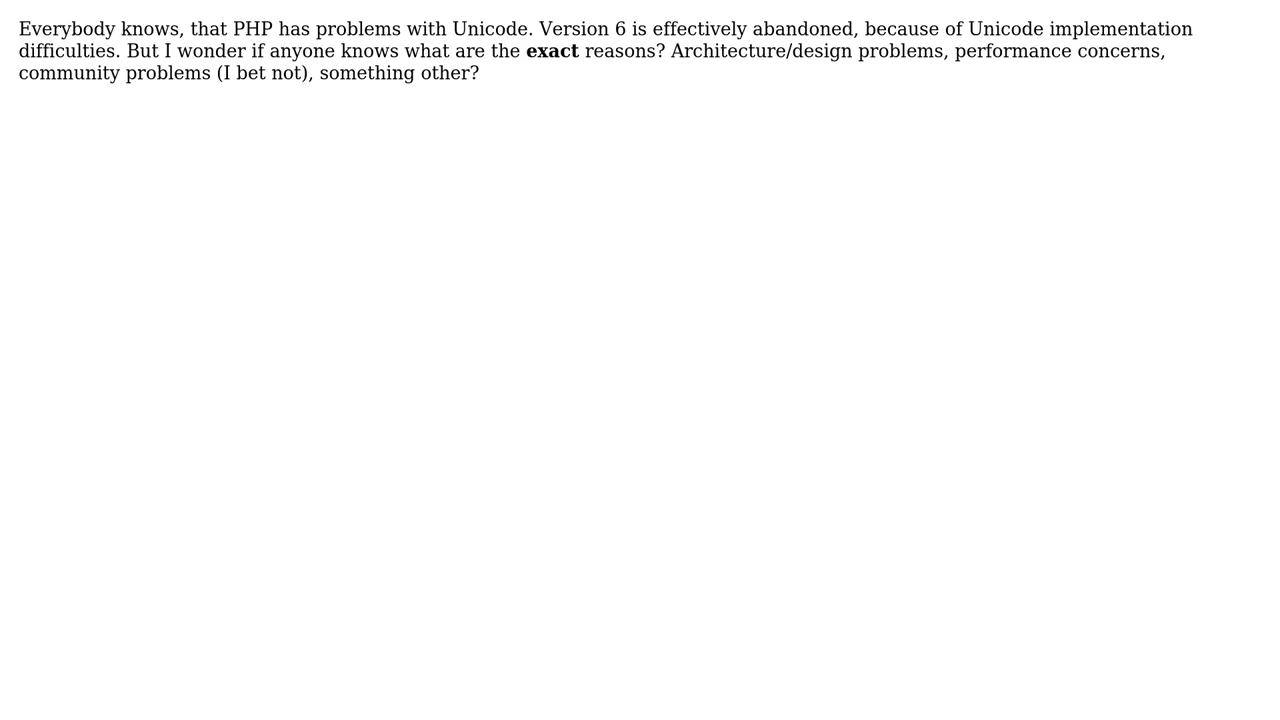 Everybody knows, that PHP has problems with Unicode. Version 6 is effectively abandoned, because of Unicode implementation
difficulties. But I wonder if anyone knows what are the exact reasons? Architecture/design problems, performance concerns,
community problems (I bet not), something other?